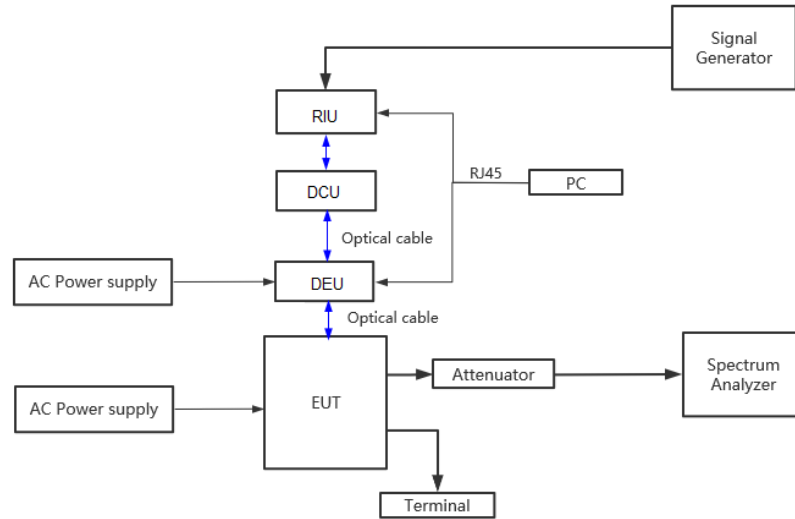 Signal
Generator
RIU
RJ45
PC
DCU
Optical cable
AC Power supply
DEU
Optical cable
Attenuator
Spectrum
Analyzer
AC Power supply
EUT
Terminal